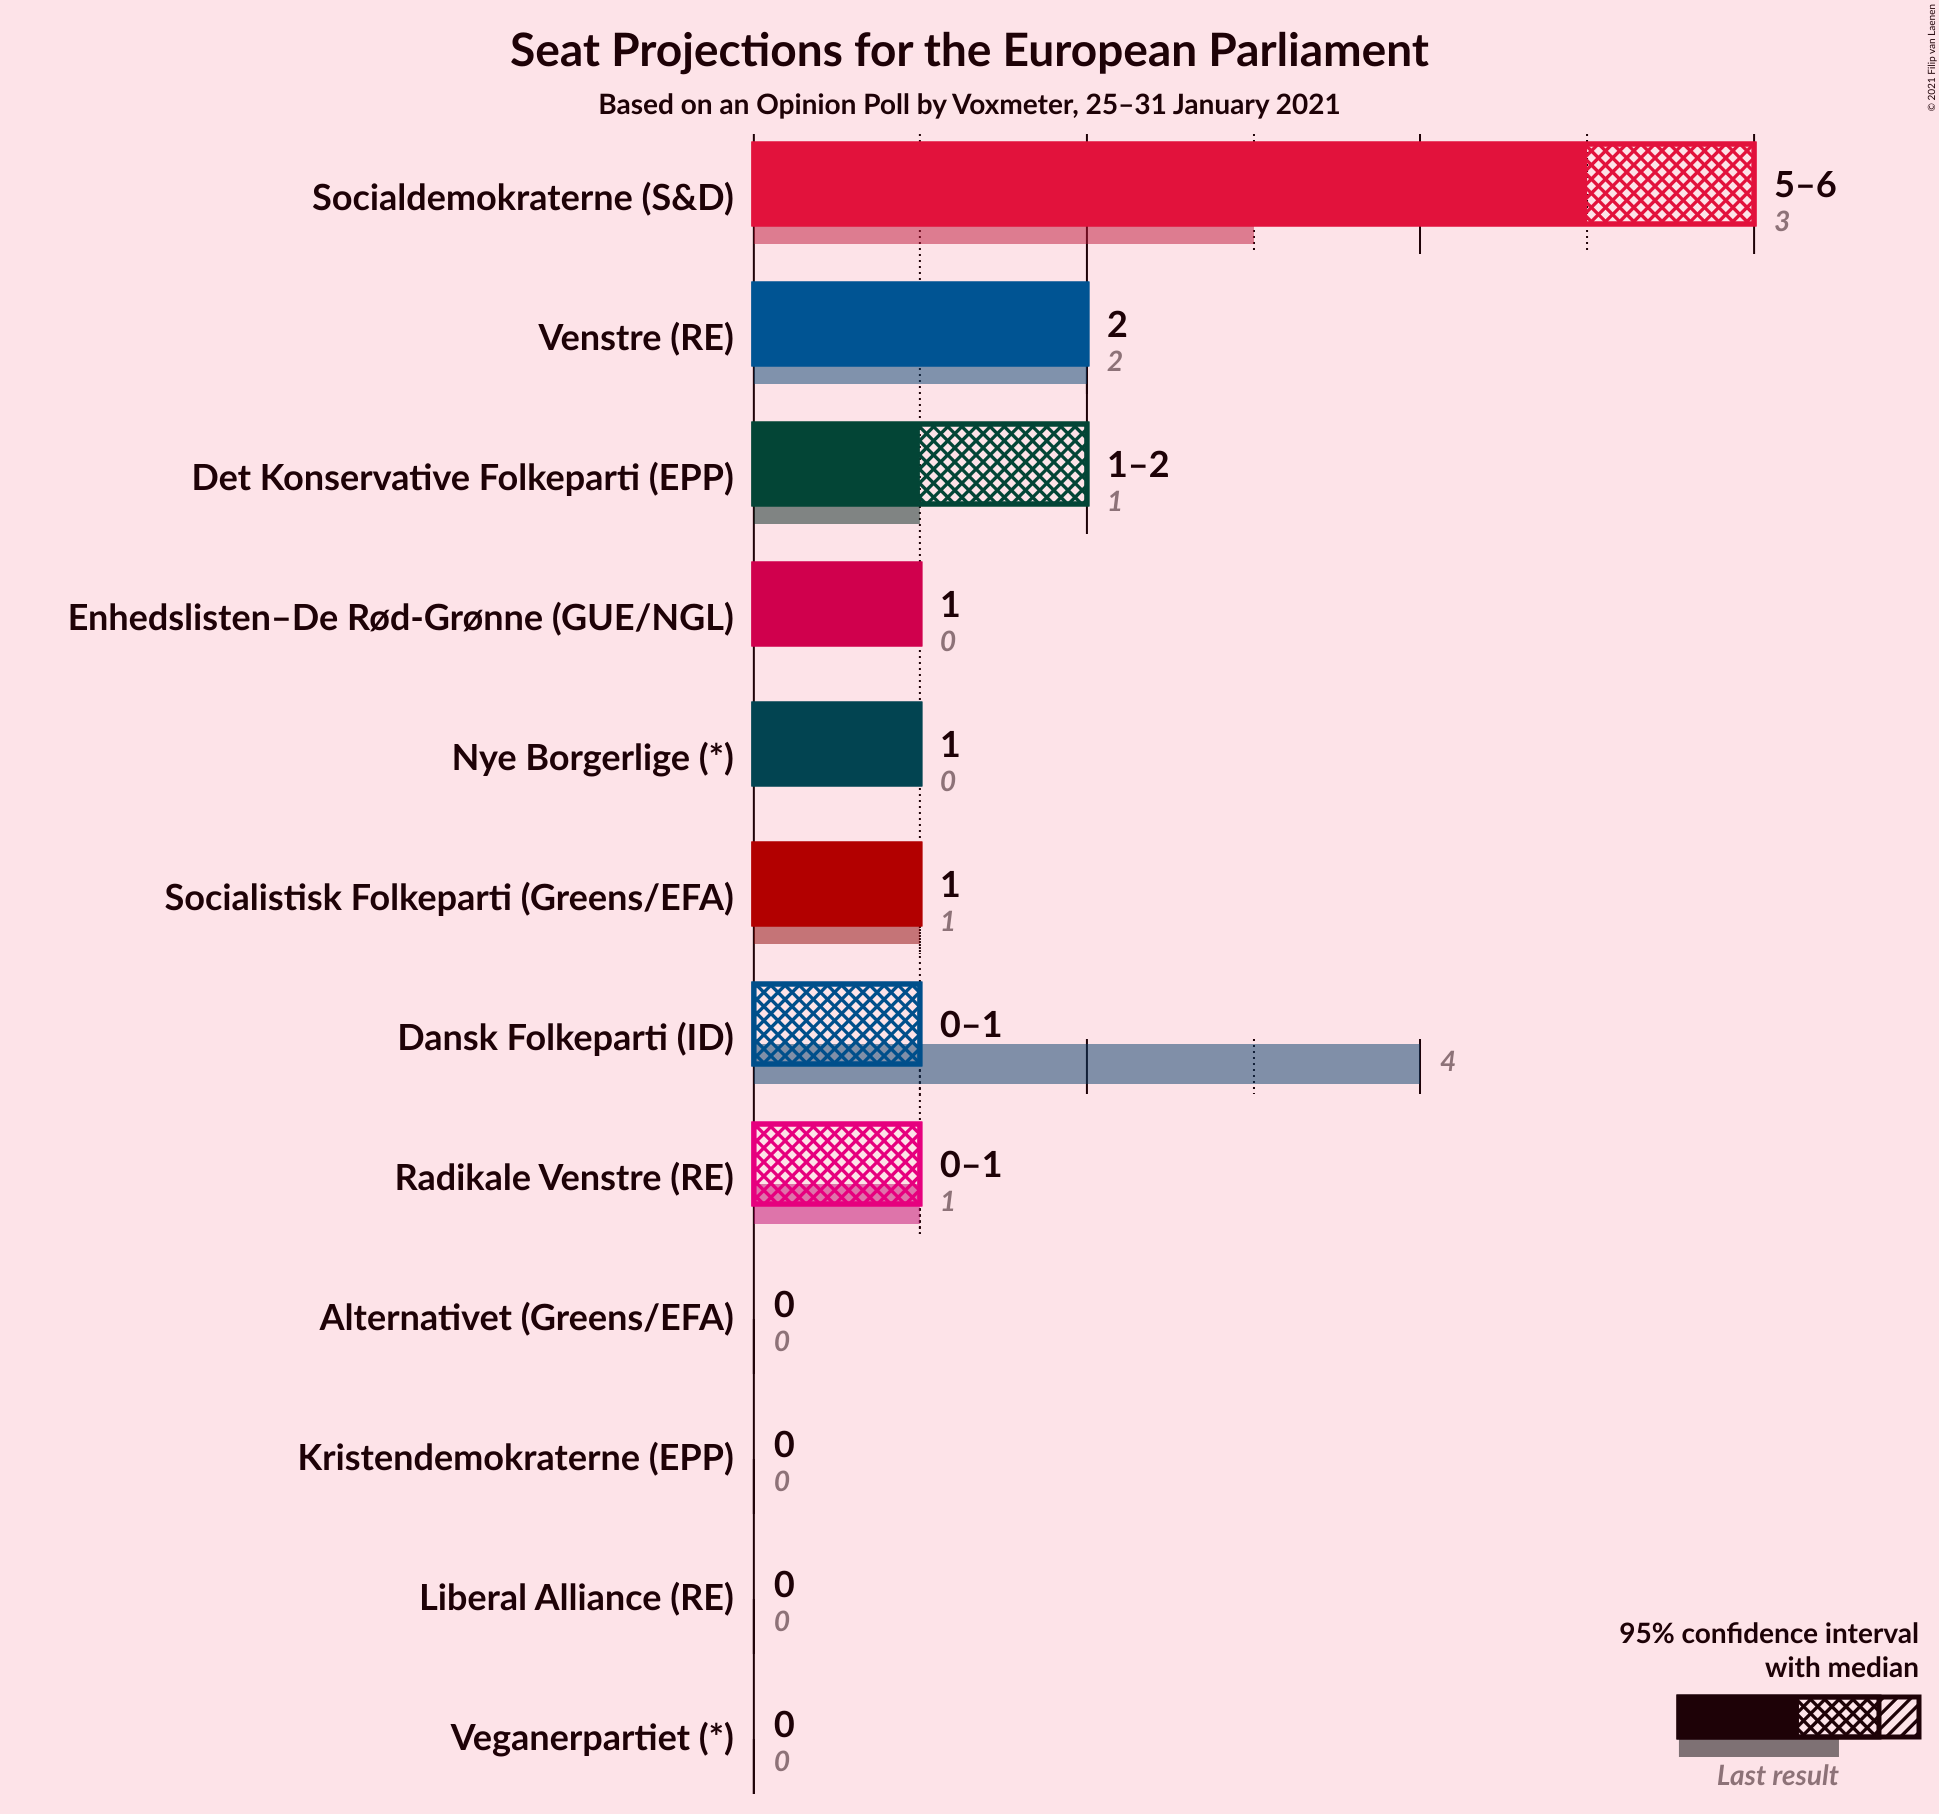 Seat Projections for the European Parliament
Based on an Opinion Poll by Voxmeter, 25–31 January 2021
© 2021 Filip van Laenen
Socialdemokraterne (S&D)
5–6
3
Venstre (RE)
2
2
Det Konservative Folkeparti (EPP)
1–2
1
Enhedslisten–De Rød-Grønne (GUE/NGL)
1
0
Nye Borgerlige (*)
1
0
Socialistisk Folkeparti (Greens/EFA)
1
1
Dansk Folkeparti (ID)
0–1
4
Radikale Venstre (RE)
0–1
1
Alternativet (Greens/EFA)
0
0
Kristendemokraterne (EPP)
0
0
Liberal Alliance (RE)
0
0
Veganerpartiet (*)
0
0
95% confidence interval
with median
Last result